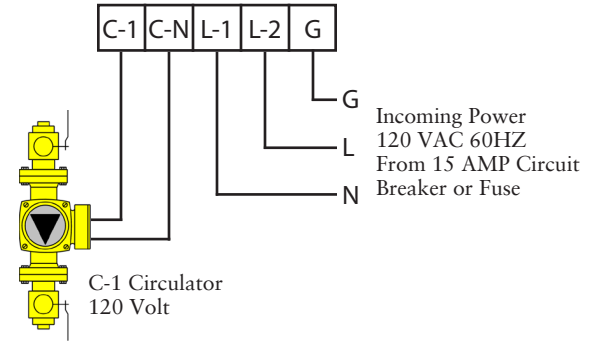 C-1 C-N L-1 L-2 G
G
L
N
Incoming Power
120 VAC 60HZ
From 15 AMP Circuit
Breaker or Fuse
C-1 Circulator
120 Volt